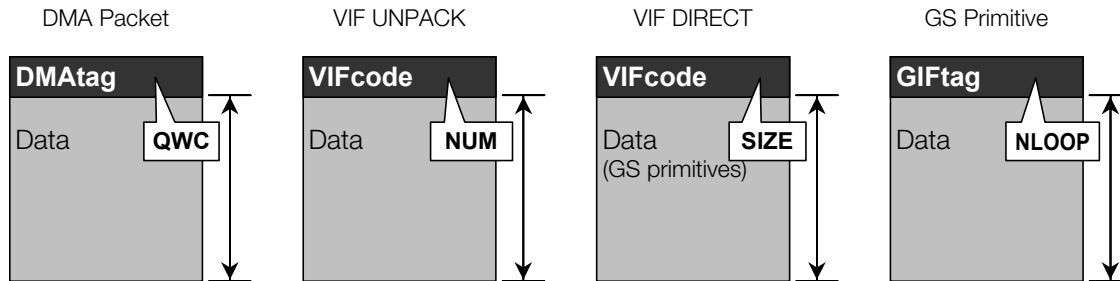 DMA Packet
VIF UNPACK
VIF DIRECT
GS Primitive
DMAtag
VIFcode
VIFcode
GIFtag
Data
QWC
Data
NUM
Data
(GS primitives)
SIZE
Data
NLOOP